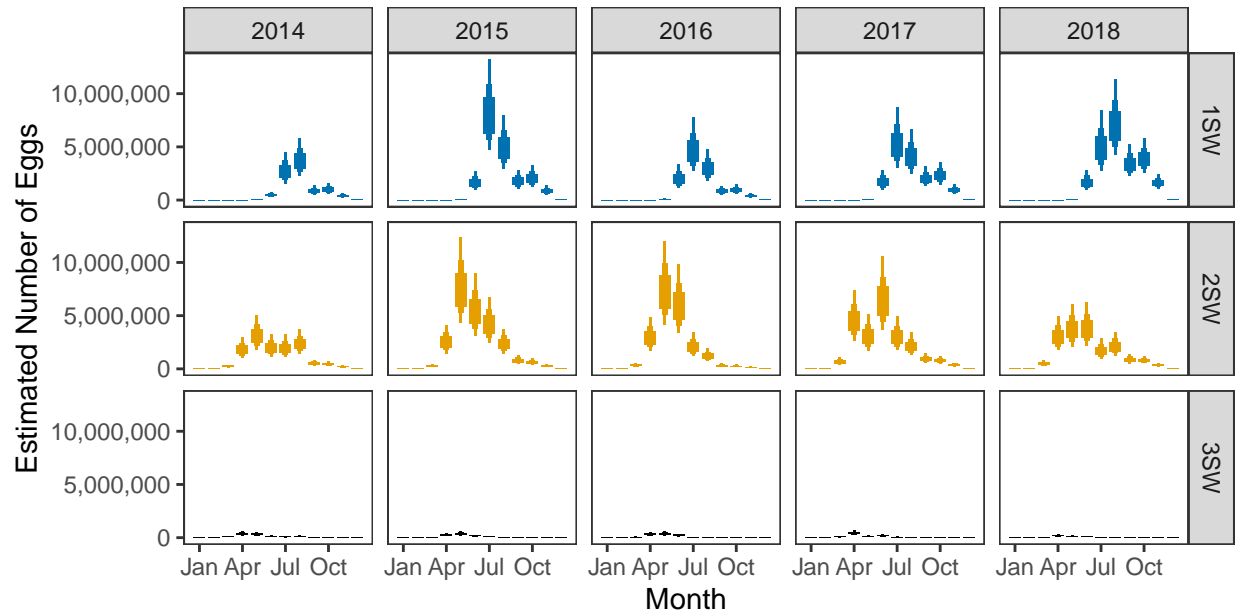 2014 2015 2016 2017 2018
Estimated Number of Eggs
10,000,000
5,000,000
0
1SW
10,000,000
5,000,000
0
2SW
10,000,000
5,000,000
0
3SW
Jan Apr Jul Oct Jan Apr Jul Oct Jan Apr Jul Oct Jan Apr Jul Oct Jan Apr Jul Oct
Month